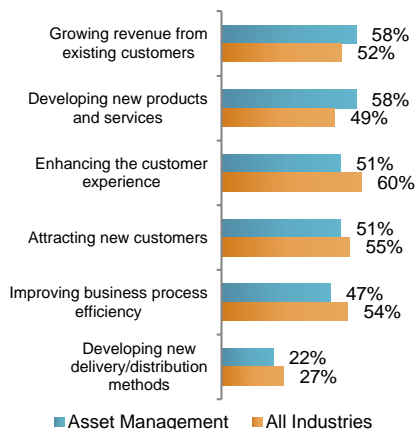 Growing revenue from
existing customers
58%
52%
Developing new products
and services
58%
49%
Enhancing the customer
experience
51%
60%
Attracting new customers
51%
55%
Improving business process
efficiency
47%
54%
Developing new
delivery/distribution
methods
22%
27%
Asset Management
All Industries